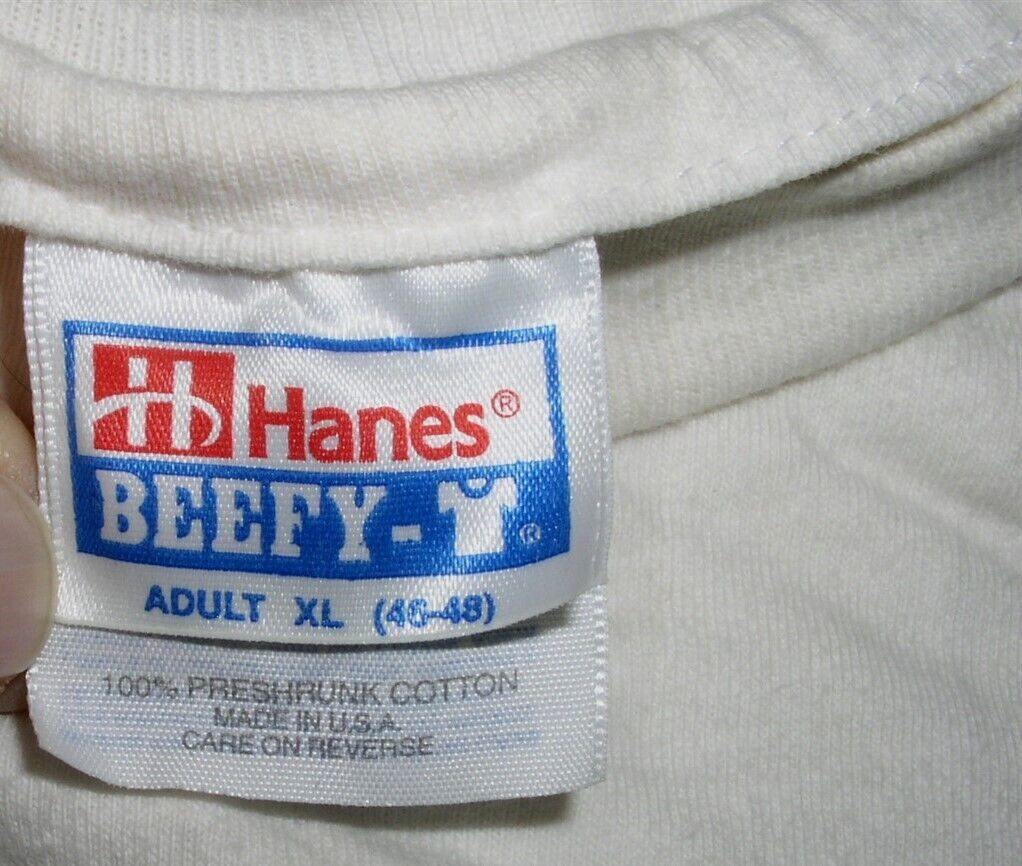 Hanes®
BEEFY-T®
ADULT XL (46-48)
100% PRESHRUNK COTTON
MADE IN U.S.A.
CARE ON REVERSE